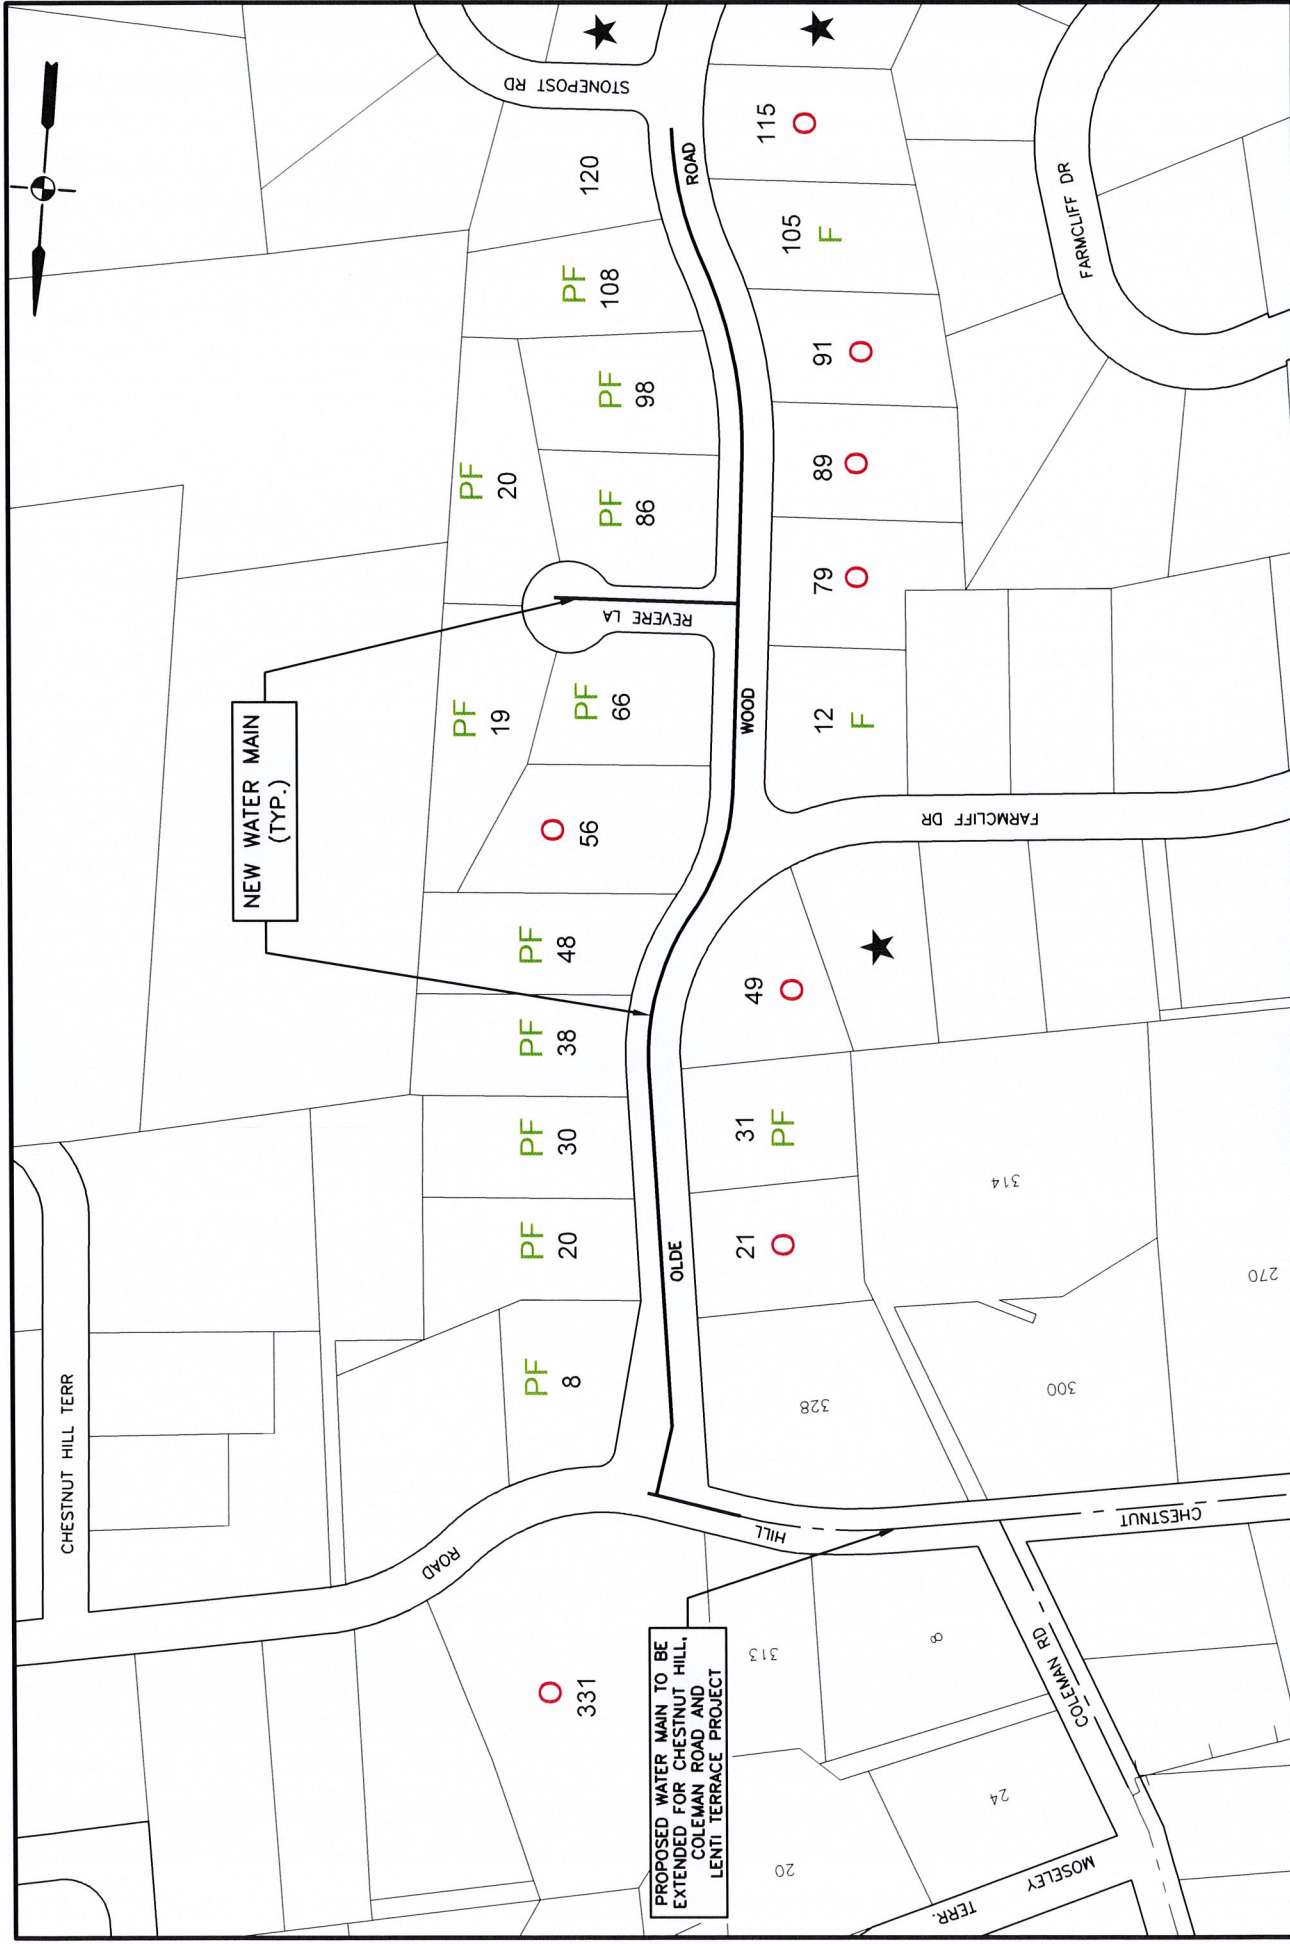 STONEPOST RD
120
115
O
ROAD
105
F
PF
108
FARMCLIFF DR
PF
98
91
O
PF
20
PF
86
89
O
79
O
REVERE LA
NEW WATER MAIN
(TYP.)
PF
19
PF
66
WOOD
12
F
O
56
FARMCLIFF DR
PF
48
49
O
PF
38
PF
30
31
PF
314
PF
20
OLDE
21
O
270
CHESTNUT HILL TERR
PF
8
328
300
ROAD
HILL
CHESTNUT
O
331
PROPOSED WATER MAIN TO BE
EXTENDED FOR CHESTNUT HILL,
COLEMAN ROAD AND
LENTI TERRACE PROJECT
313
8
COLEMAN RD
24
20
MOSELEY
TERR.